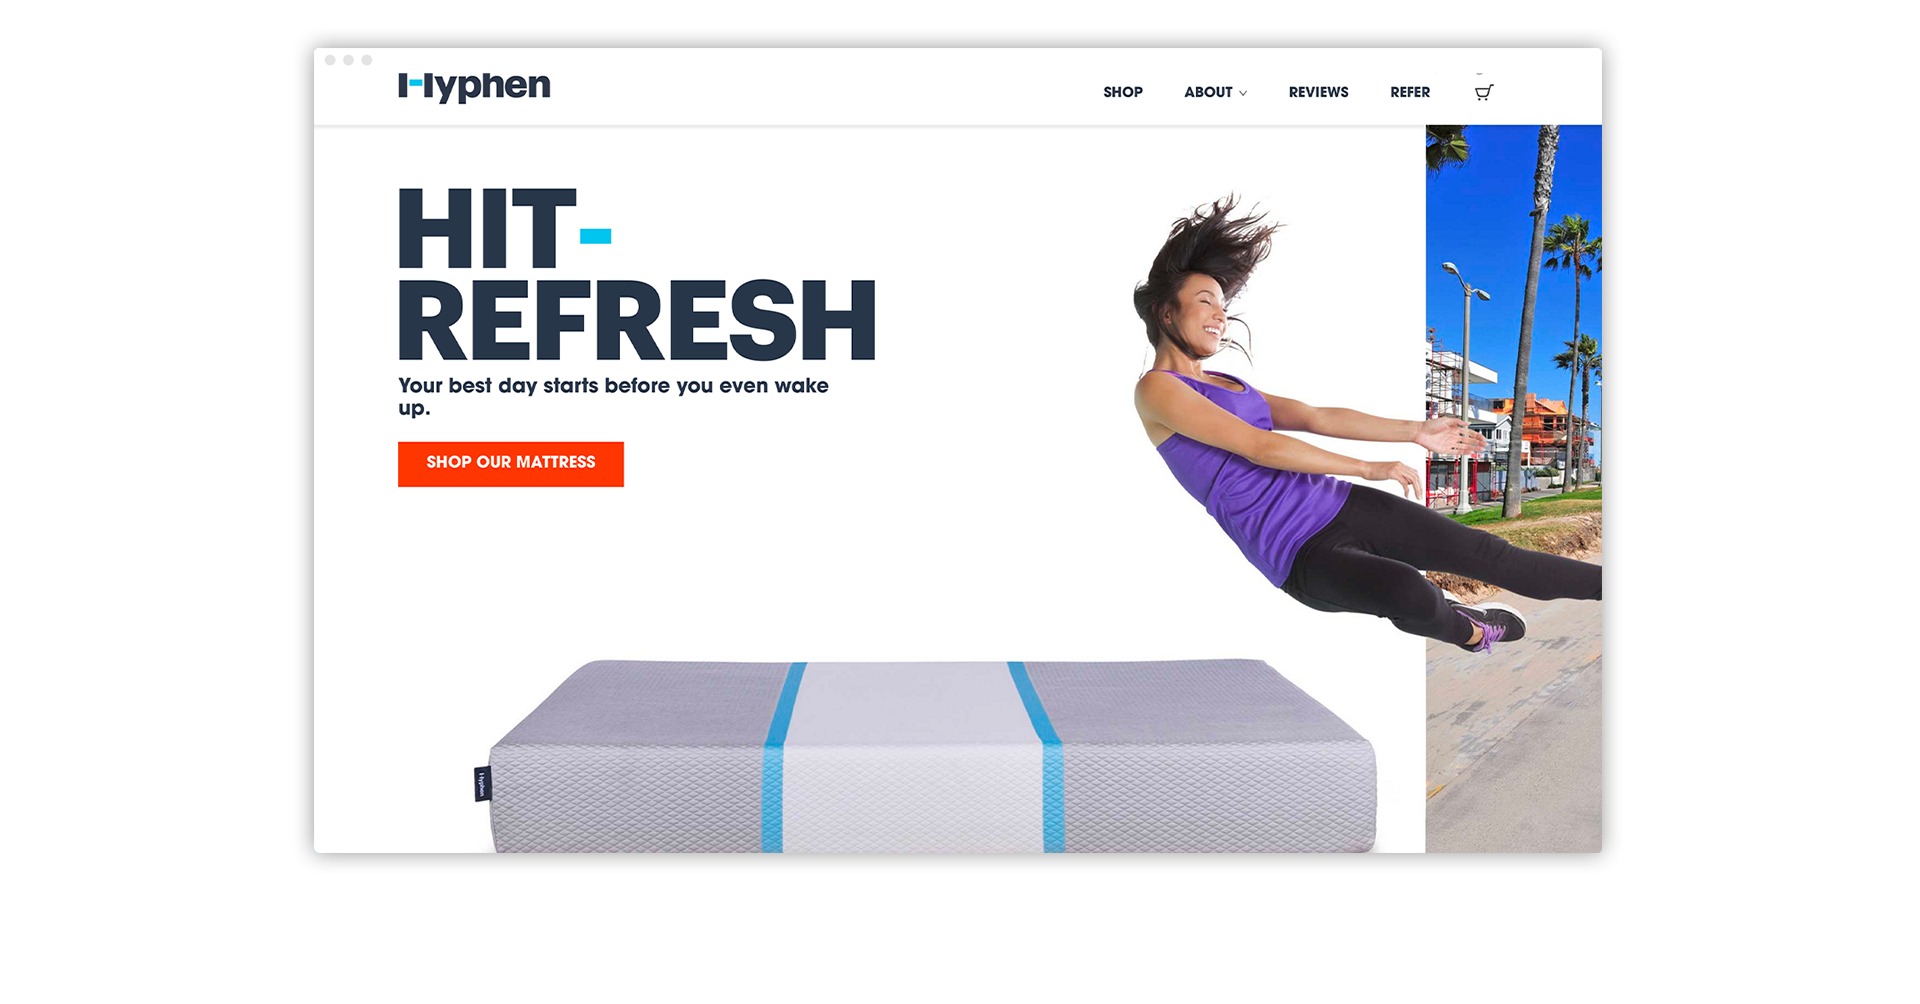 Hyphen
SHOP
ABOUT
REVIEWS
REFER
HIT-
REFRESH
Your best day starts before you even wake
up.
SHOP OUR MATTRESS
Hyphen